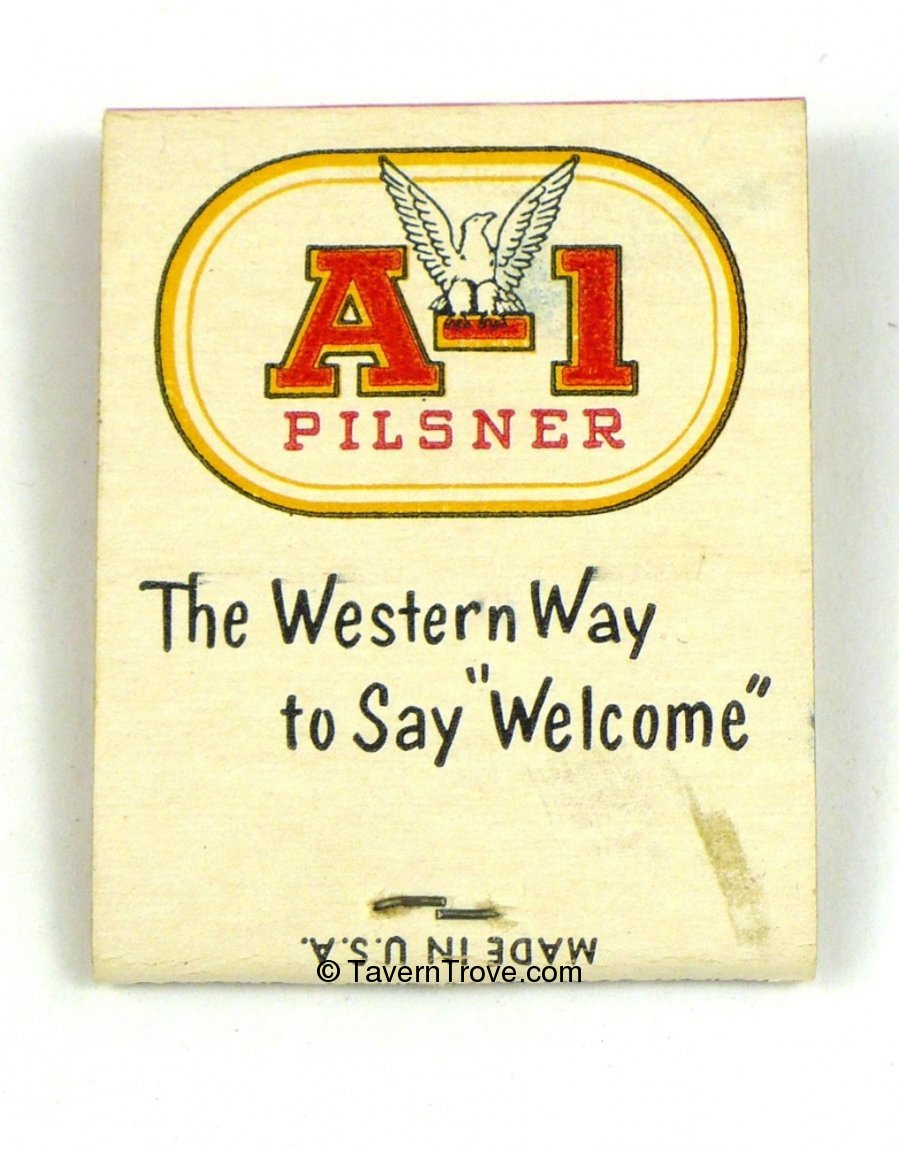 A-1
PILSNER
The Western Way
to Say "Welcome"
MADE IN U.S.A.
© TavernTrove.com